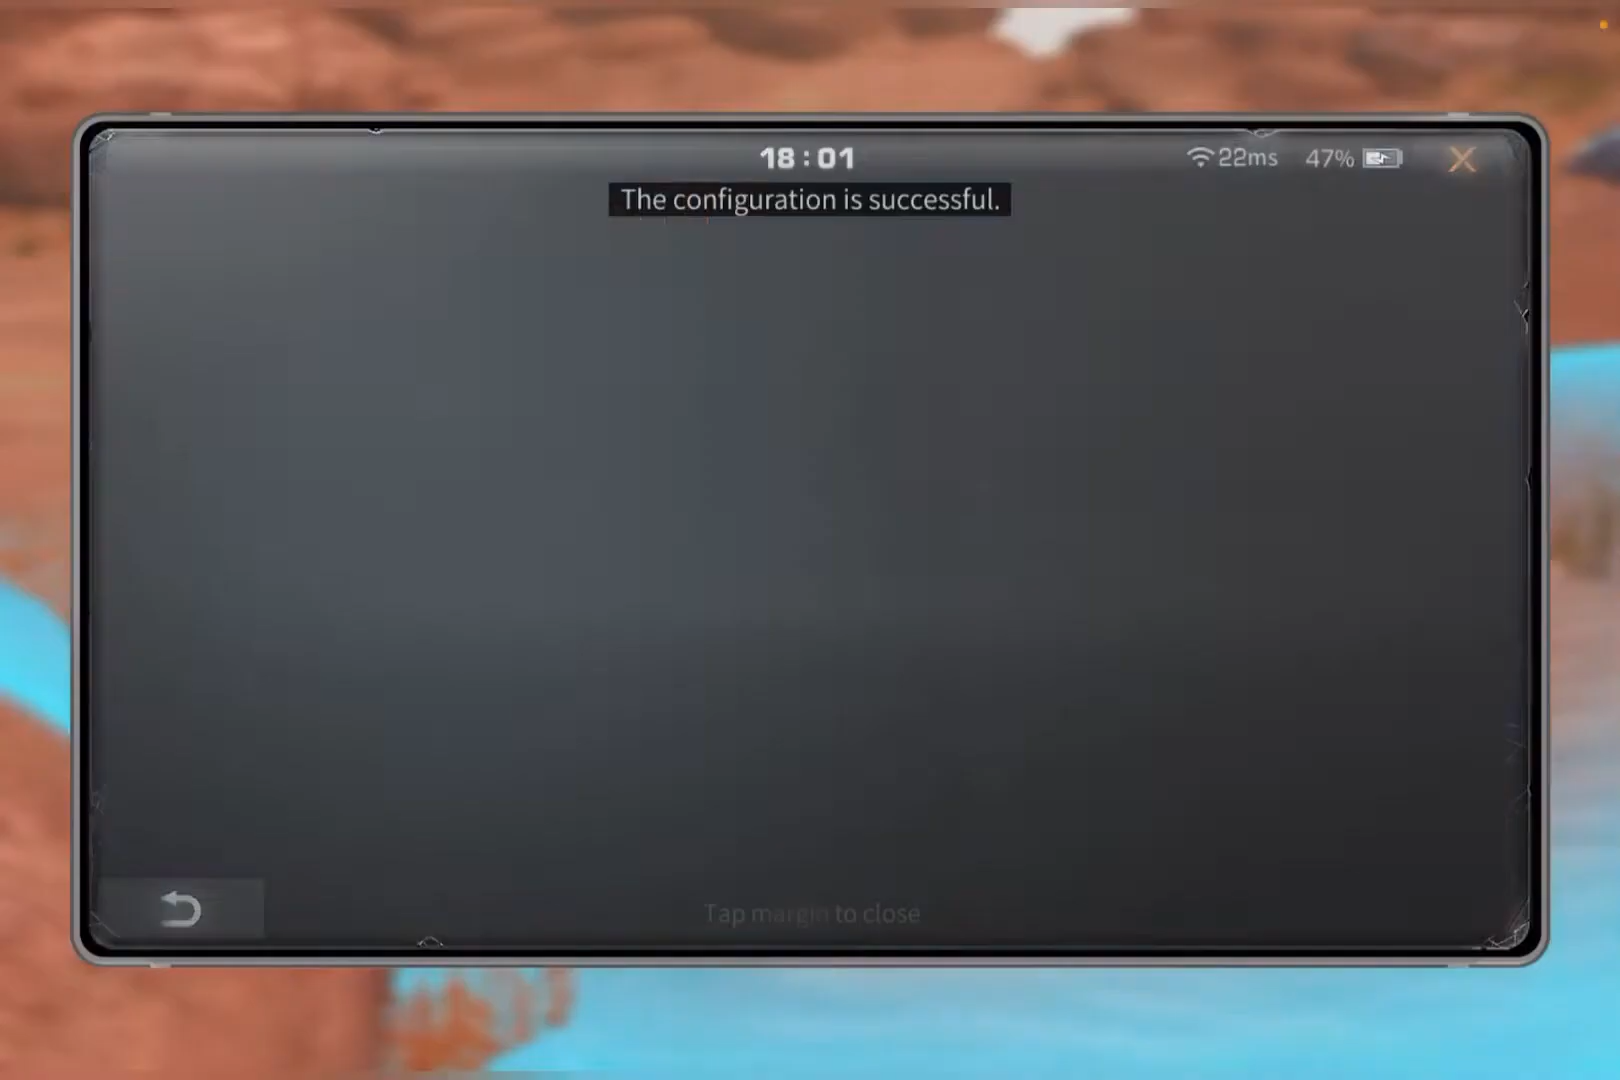 18 : 01
22ms
47%
The configuration is successful.
Tap margin to close